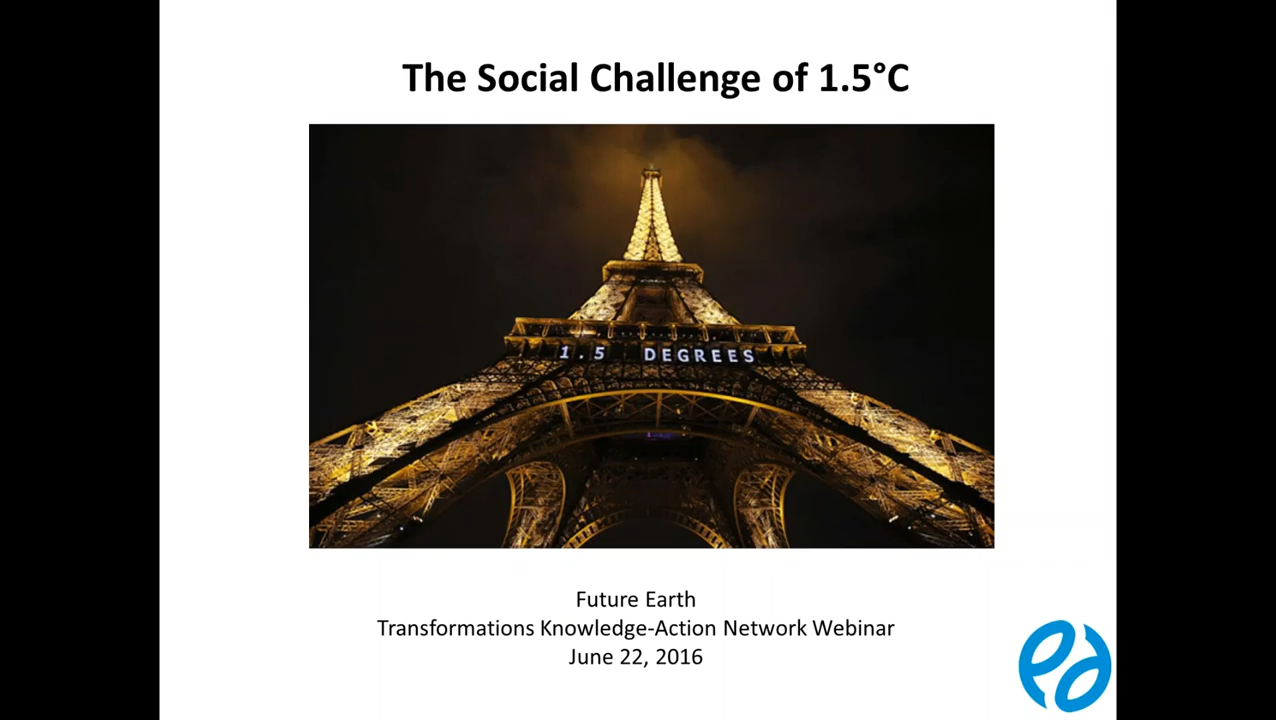 The Social Challenge of 1.5°C
1.5 DEGREES
Future Earth
Transformations Knowledge-Action Network Webinar
June 22, 2016